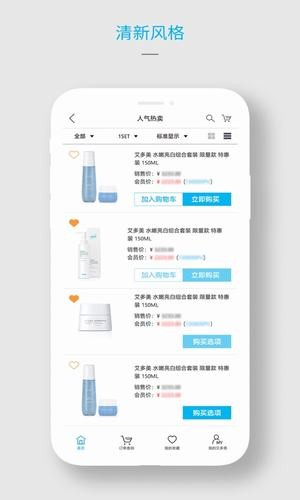 清新风格
人气热卖
全部
1SET
标准显示
艾多美 水嫩亮白组合套装 限量款 特惠
装 150ML
销售价：¥
会员价：¥
加入购物车
立即购买
艾多美 水嫩亮白组合套装 限量款 特惠
装 150ML
销售价：¥
会员价：¥
加入购物车
立即购买
艾多美 水嫩亮白组合套装 限量款 特惠
装 150ML
销售价：¥
会员价：¥
购买选项
艾多美 水嫩亮白组合套装 限量款 特惠
装 150ML
销售价：¥
会员价：¥
购买选项
首页
订单查询
我的收藏
MY
我的艾多美